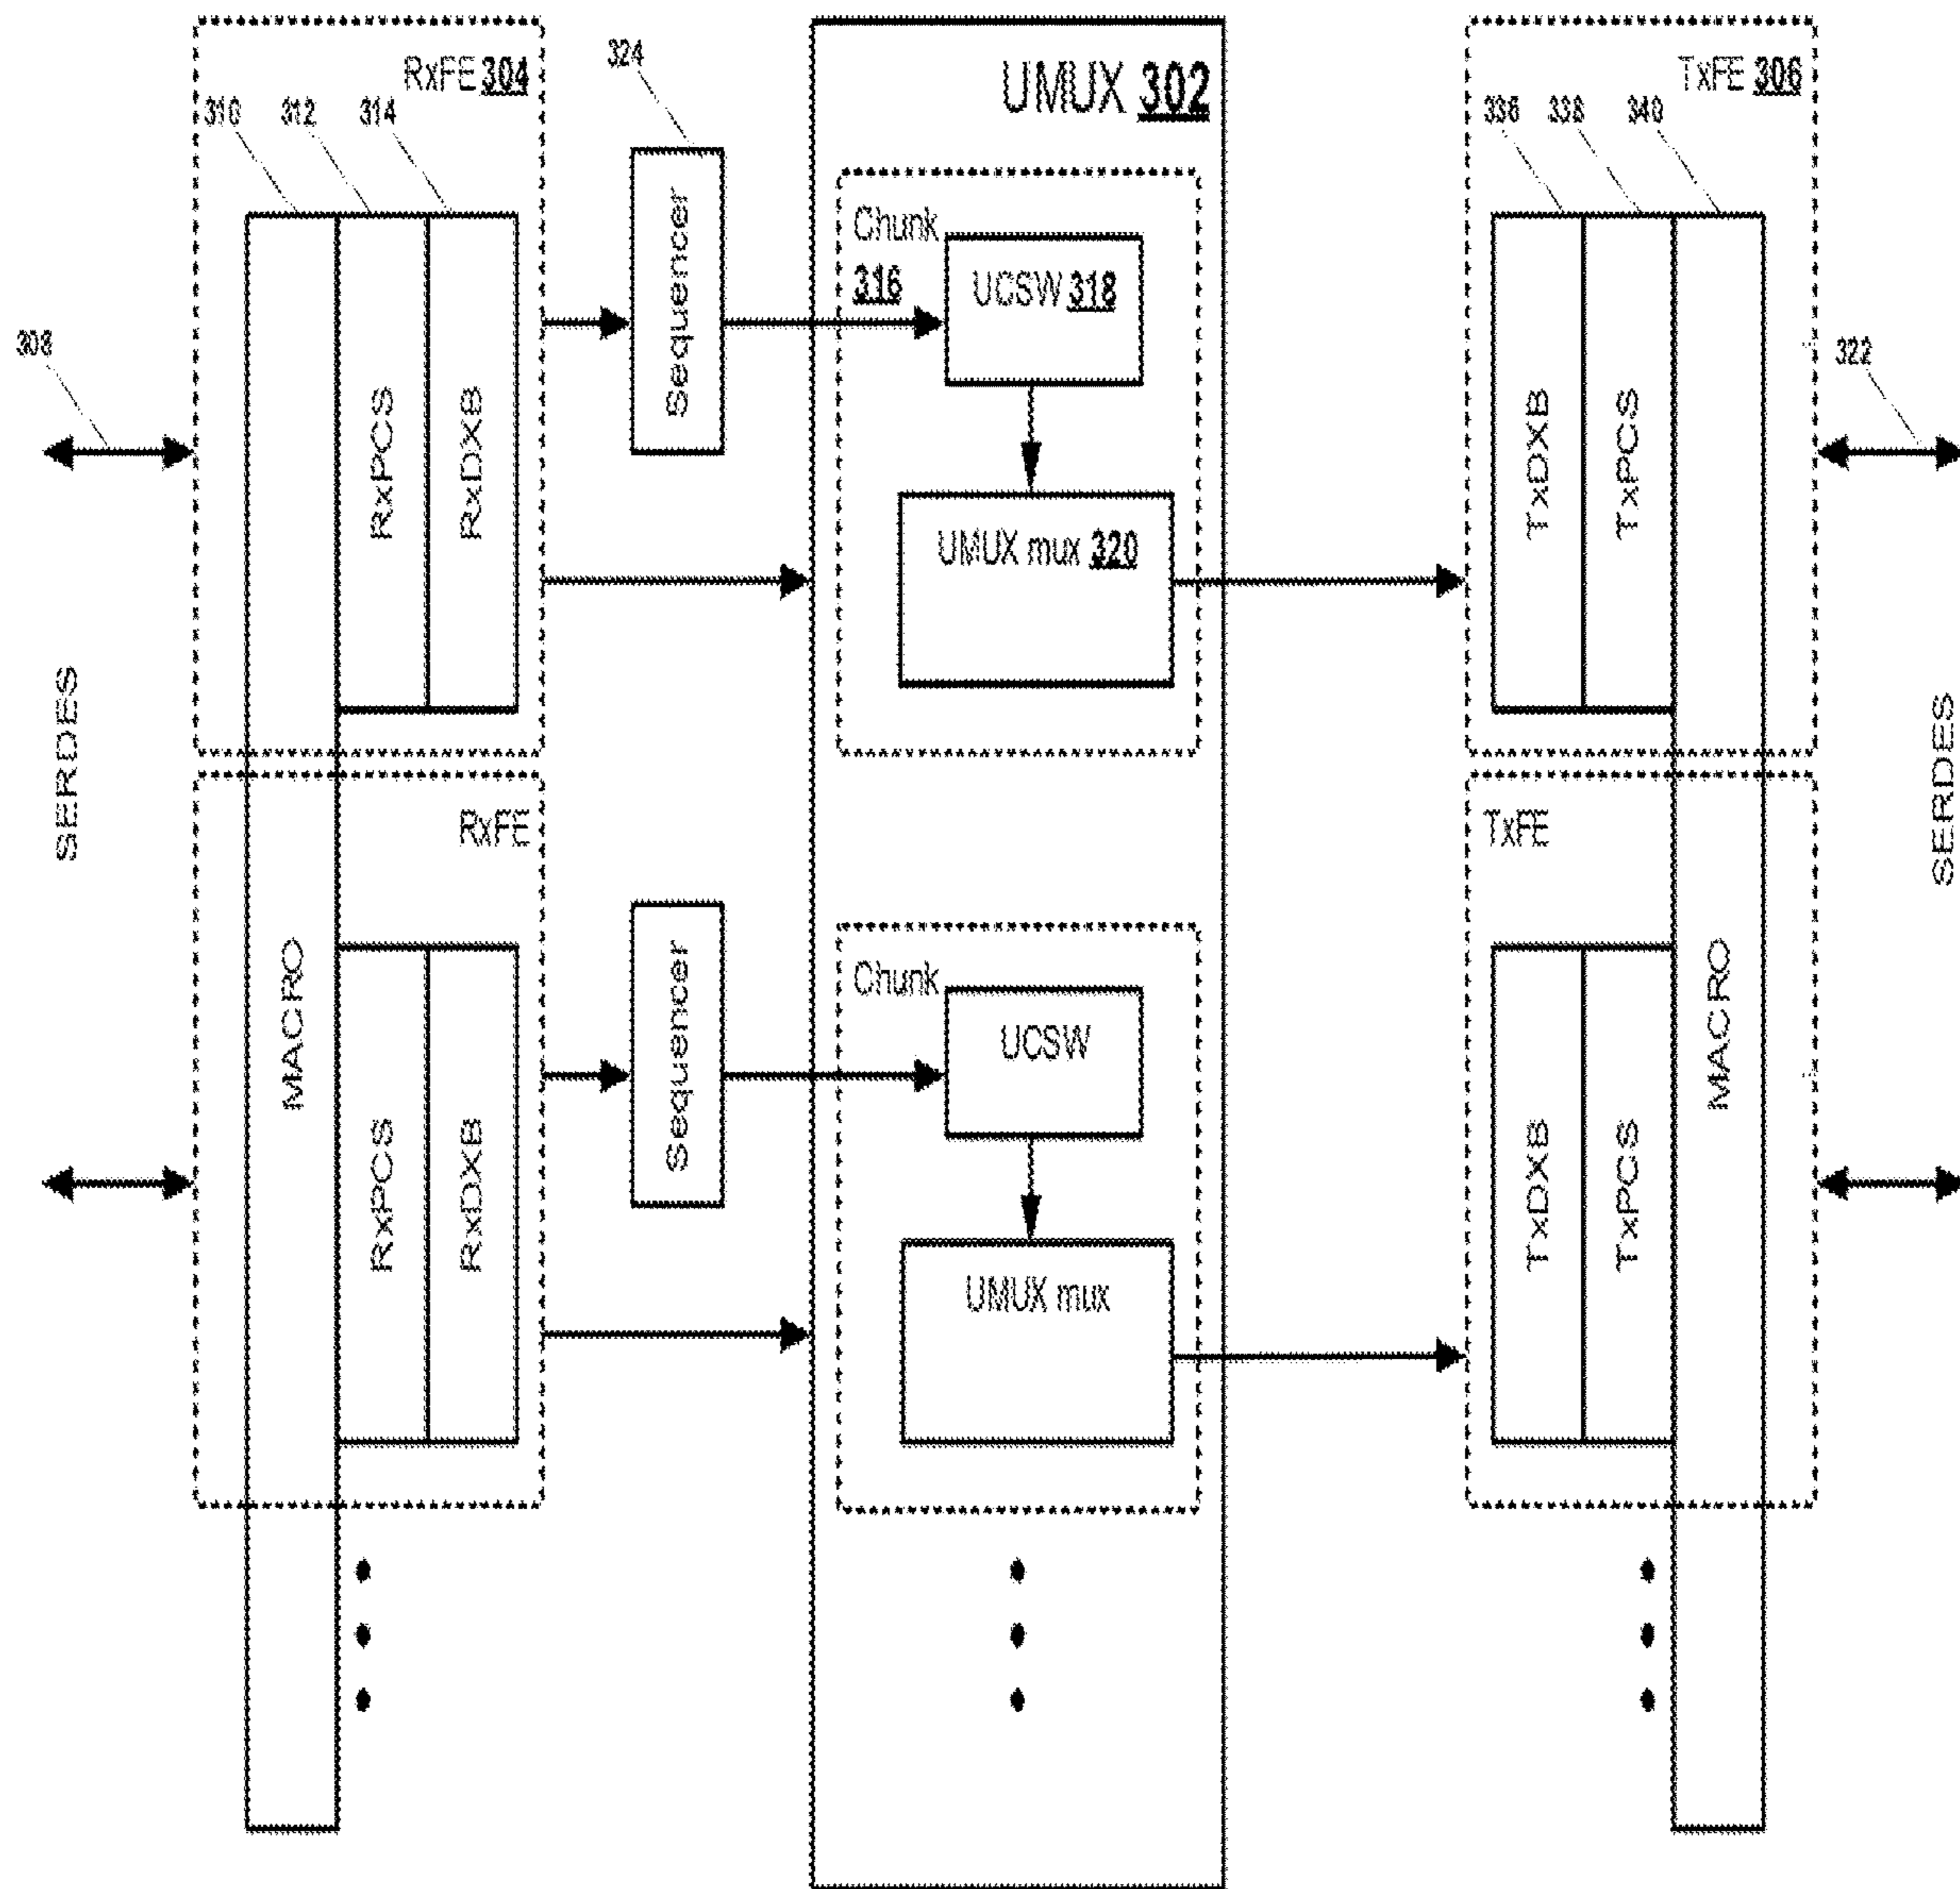 324
RxFE 304
310 312 314
UMUX 302
TxFE 306
336 338 340
Chunk
316
UCSW 318
Sequencer
308
322
RxPCS
RxDXB
UMUX mux 320
TxDXB
TxPCS
SERDES
SERDES
RxFE
TxFE
MACRO
Sequencer
Chunk
UCSW
MACRO
RxPCS
RxDXB
UMUX mux
TxDXB
TxPCS